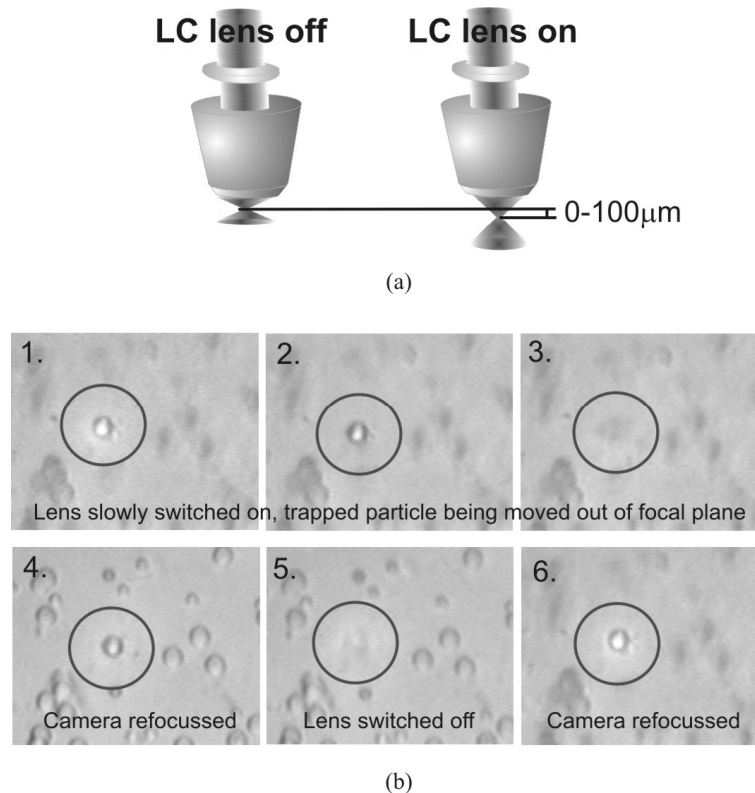 LC lens off LC lens on
0-100μm
(a)
1. 2. 3.
Lens slowly switched on, trapped particle being moved out of focal plane
4. 5. 6.
Camera refocussed Lens switched off Camera refocussed
(b)